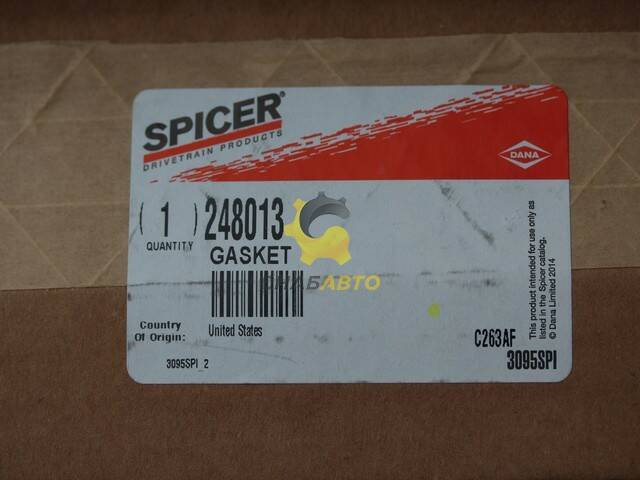 SPICER®
DRIVETRAIN PRODUCTS
DANA
( 1 ) 248013
QUANTITY
GASKET
СНАБАВТО
Country
Of Origin:
United States
3095SPI_2
C263AF
3095SPI
This product intended for use only as
listed in the Spicer catalog.
© Dana Limited 2014